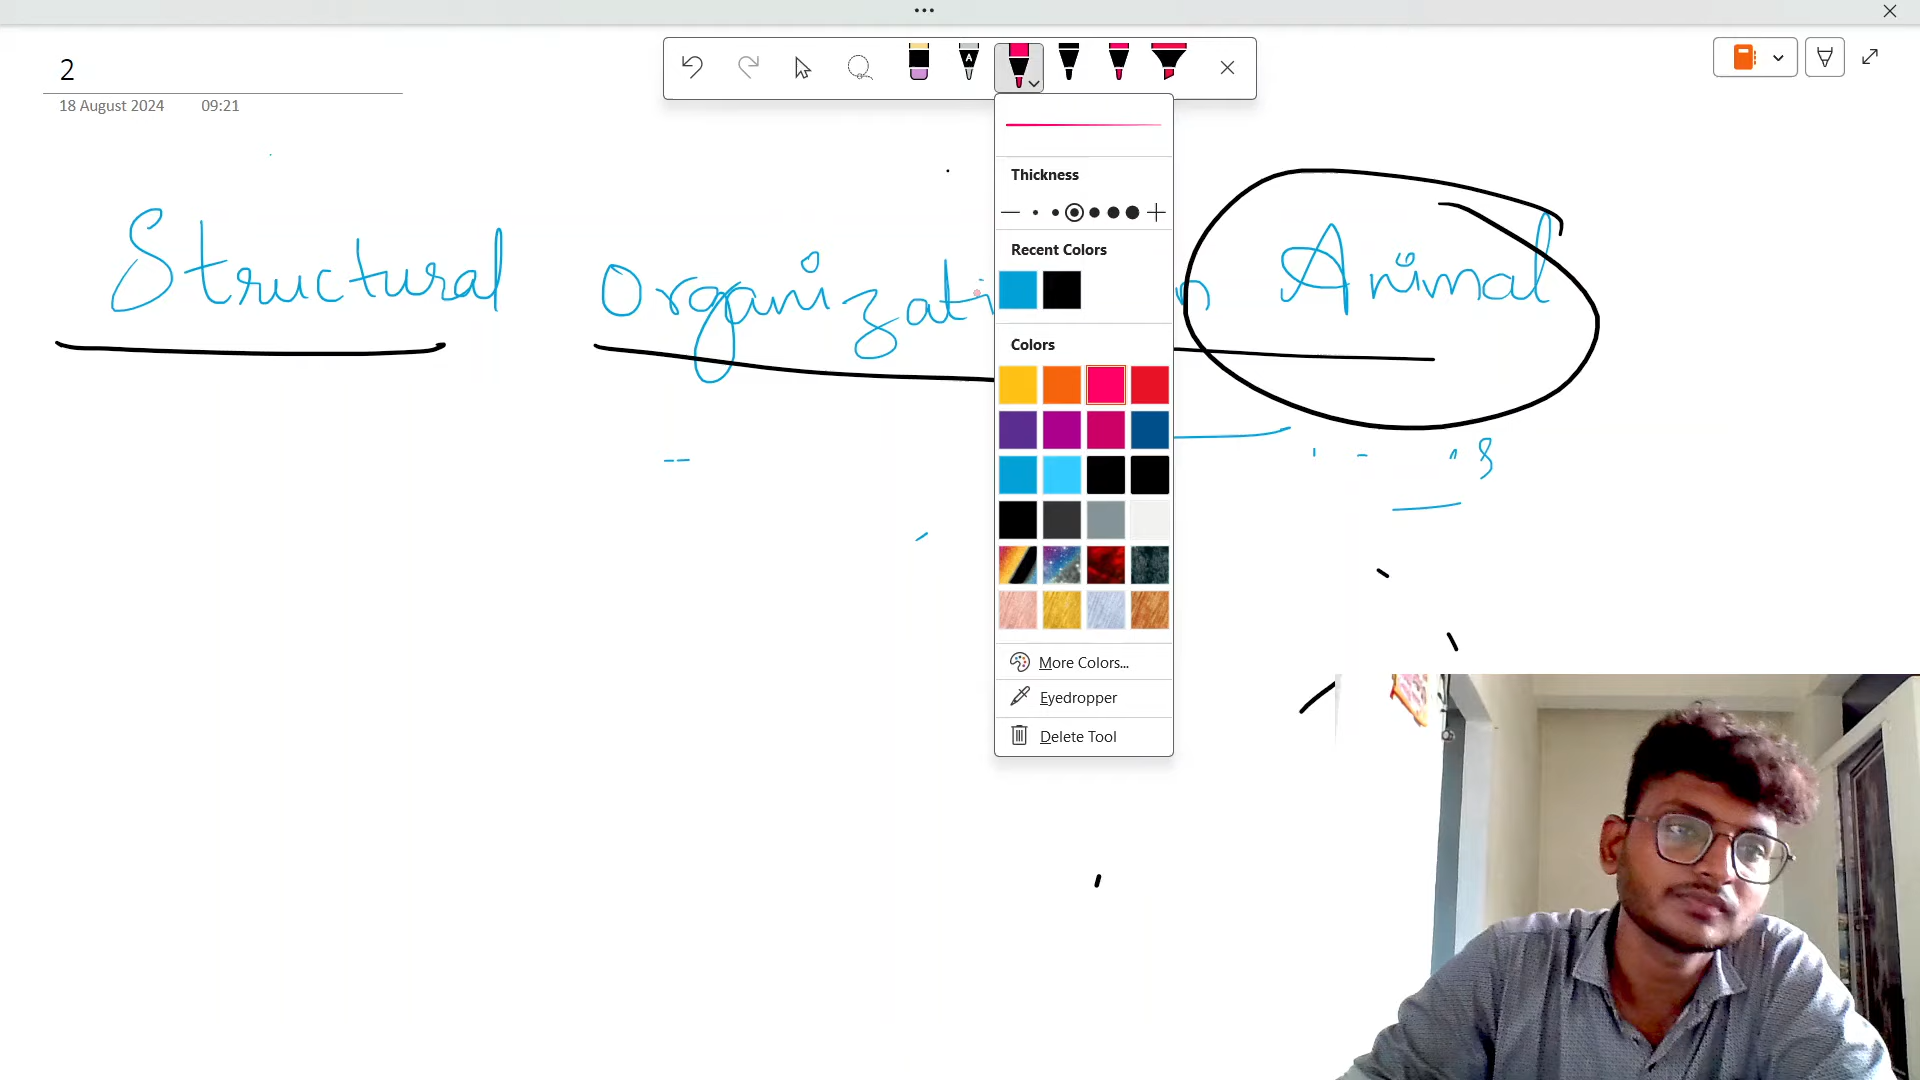 2
18 August 2024 09:21
Structural Organizati n Animal
Thickness
Recent Colors
Colors
More Colors...
Eyedropper
Delete Tool